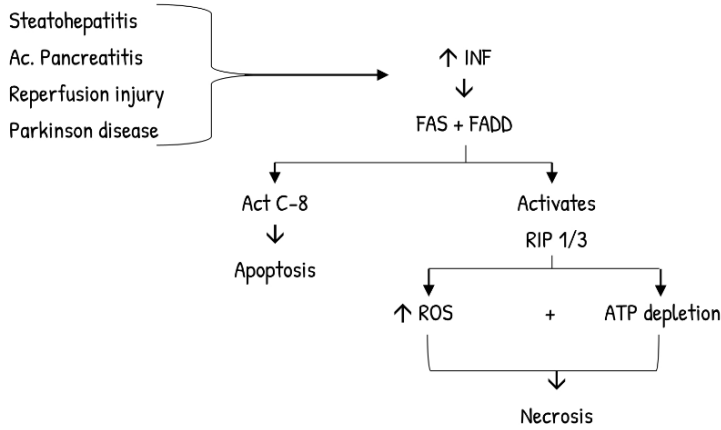 Steatohepatitis
Ac. Pancreatitis
Reperfusion injury
Parkinson disease
↑ INF
↓
FAS + FADD
Act C-8
↓
Apoptosis
Activates
RIP 1/3
↑ ROS + ATP depletion
Necrosis